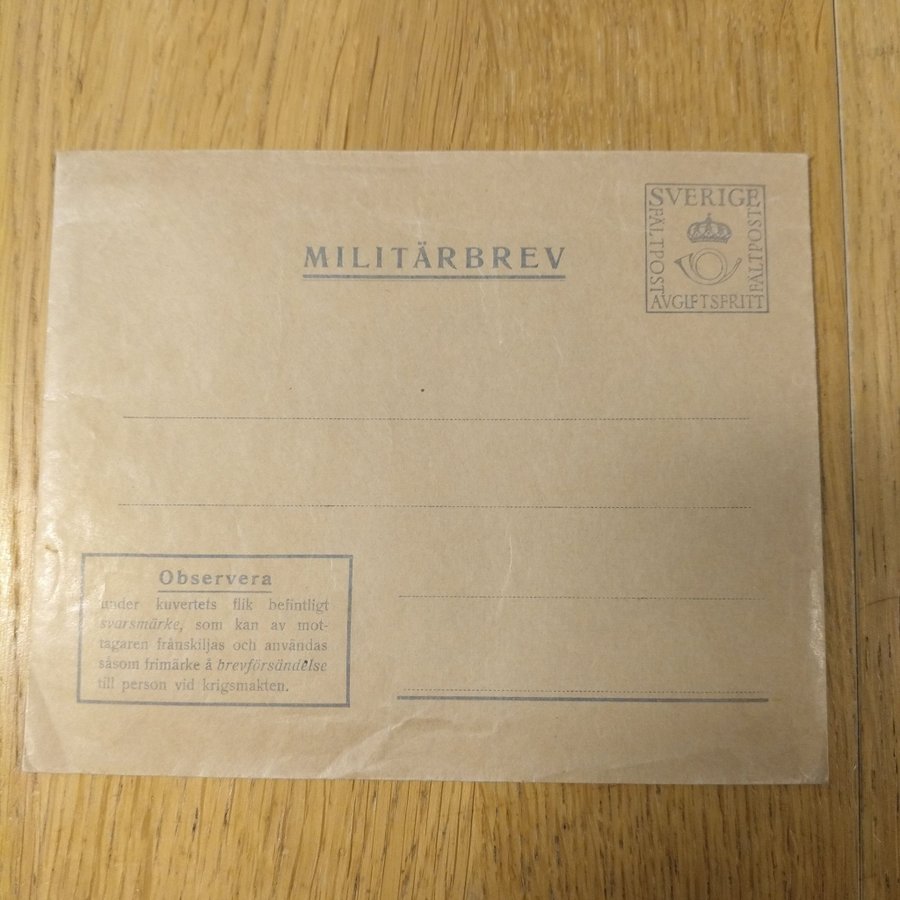 SVERIGE
FÄLTPOST
FÄLTPOST
AVGIFTSFRITT
MILITÄRBREV
Observera
under kuvertets flik befintligt
svarsmärke, som kan av mot-
tagaren frånskiljas och användas
såsom frimärke å brevförsändelse
till person vid krigsmakten.